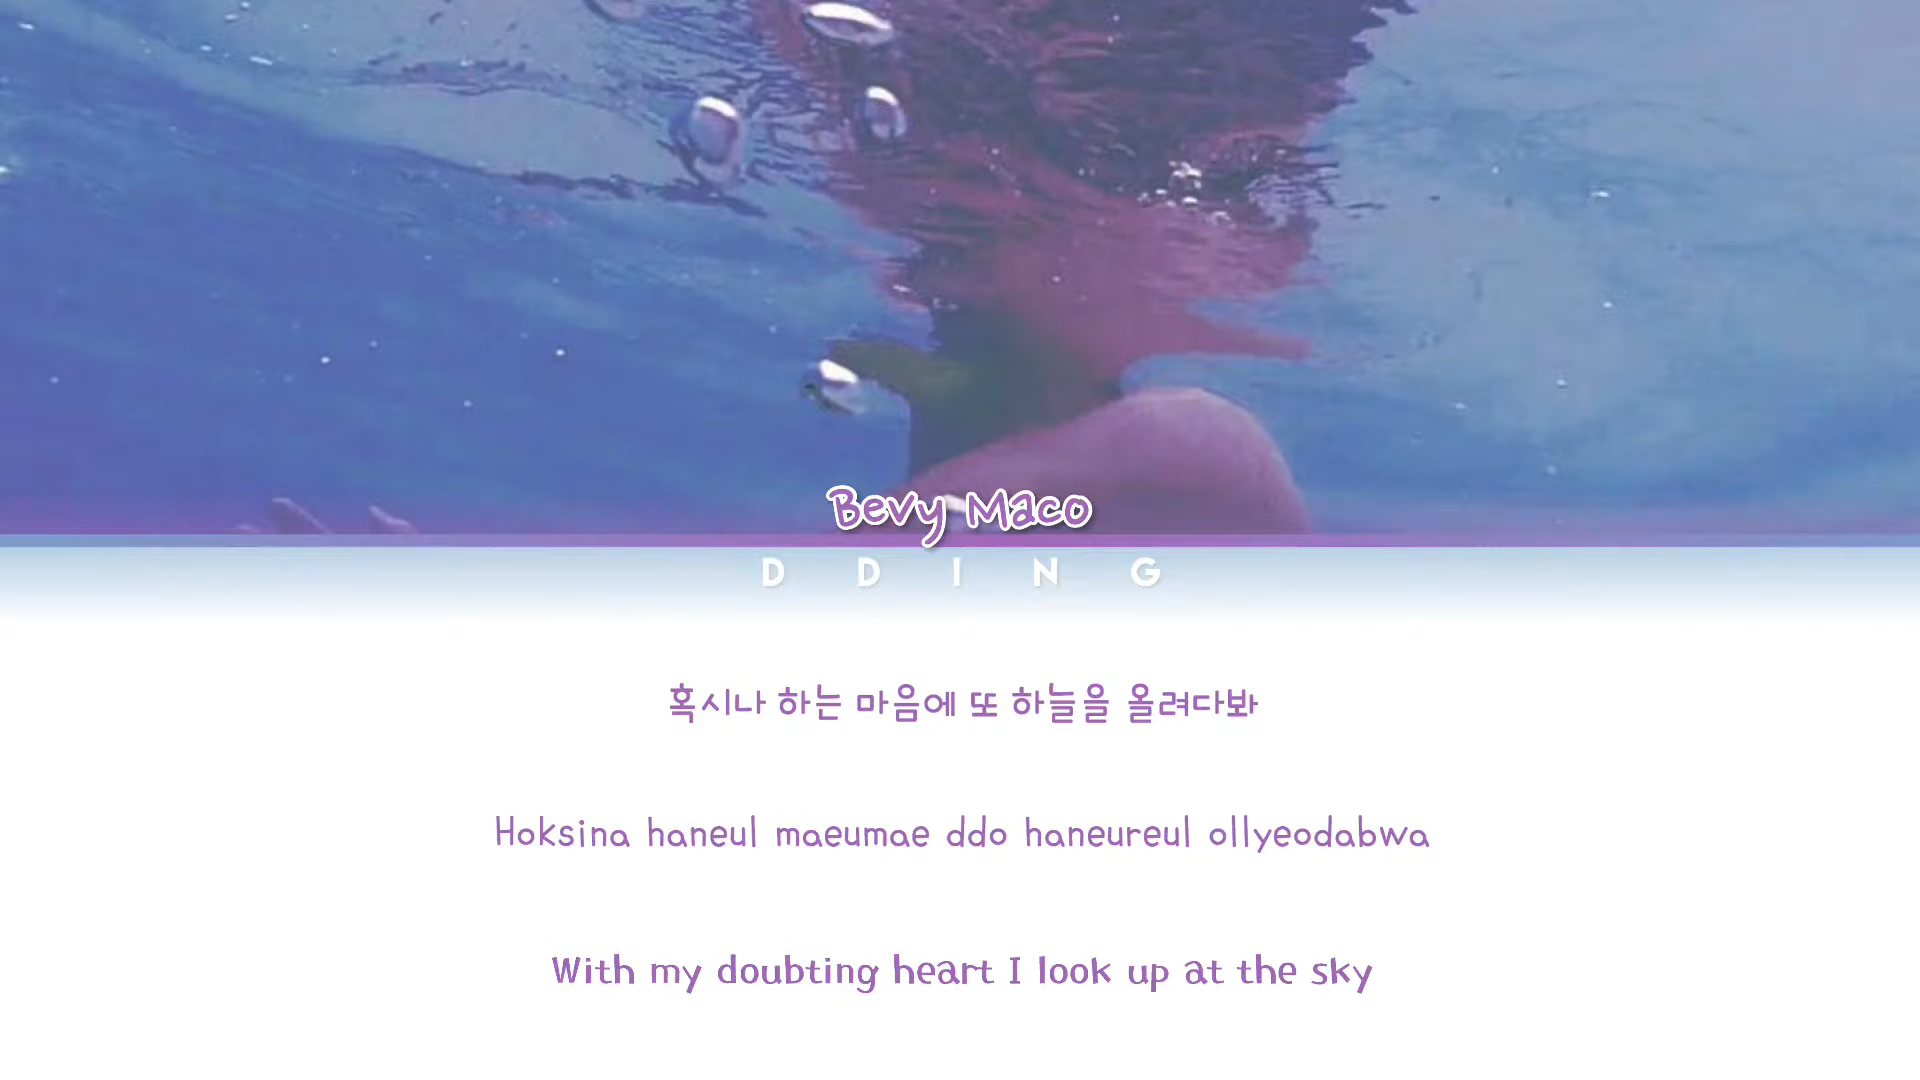 Bevy Maco
D D I N G
혹시나 하는 마음에 또 하늘을 올려다봐
Hoksina haneul maeumae ddo haneureul ollyeodabwa
With my doubting heart I look up at the sky